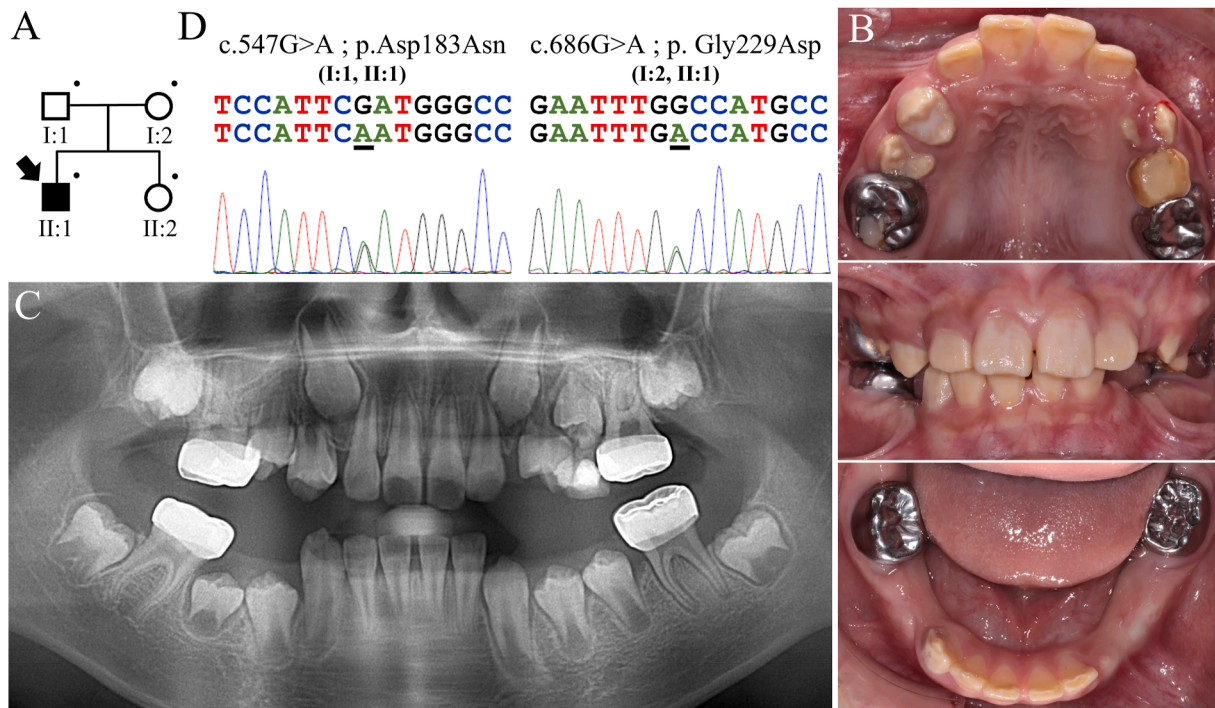 A
I:1
I:2
II:1
II:2
D
c.547G>A ; p.Asp183Asn
(I:1, II:1)
TCCATTCGATGGGCC
TCCATTCAATGGGCC
c.686G>A ; p. Gly229Asp
(I:2, II:1)
GAATTTGGCCATGCC
GAATTTGACCATGCC
B
C